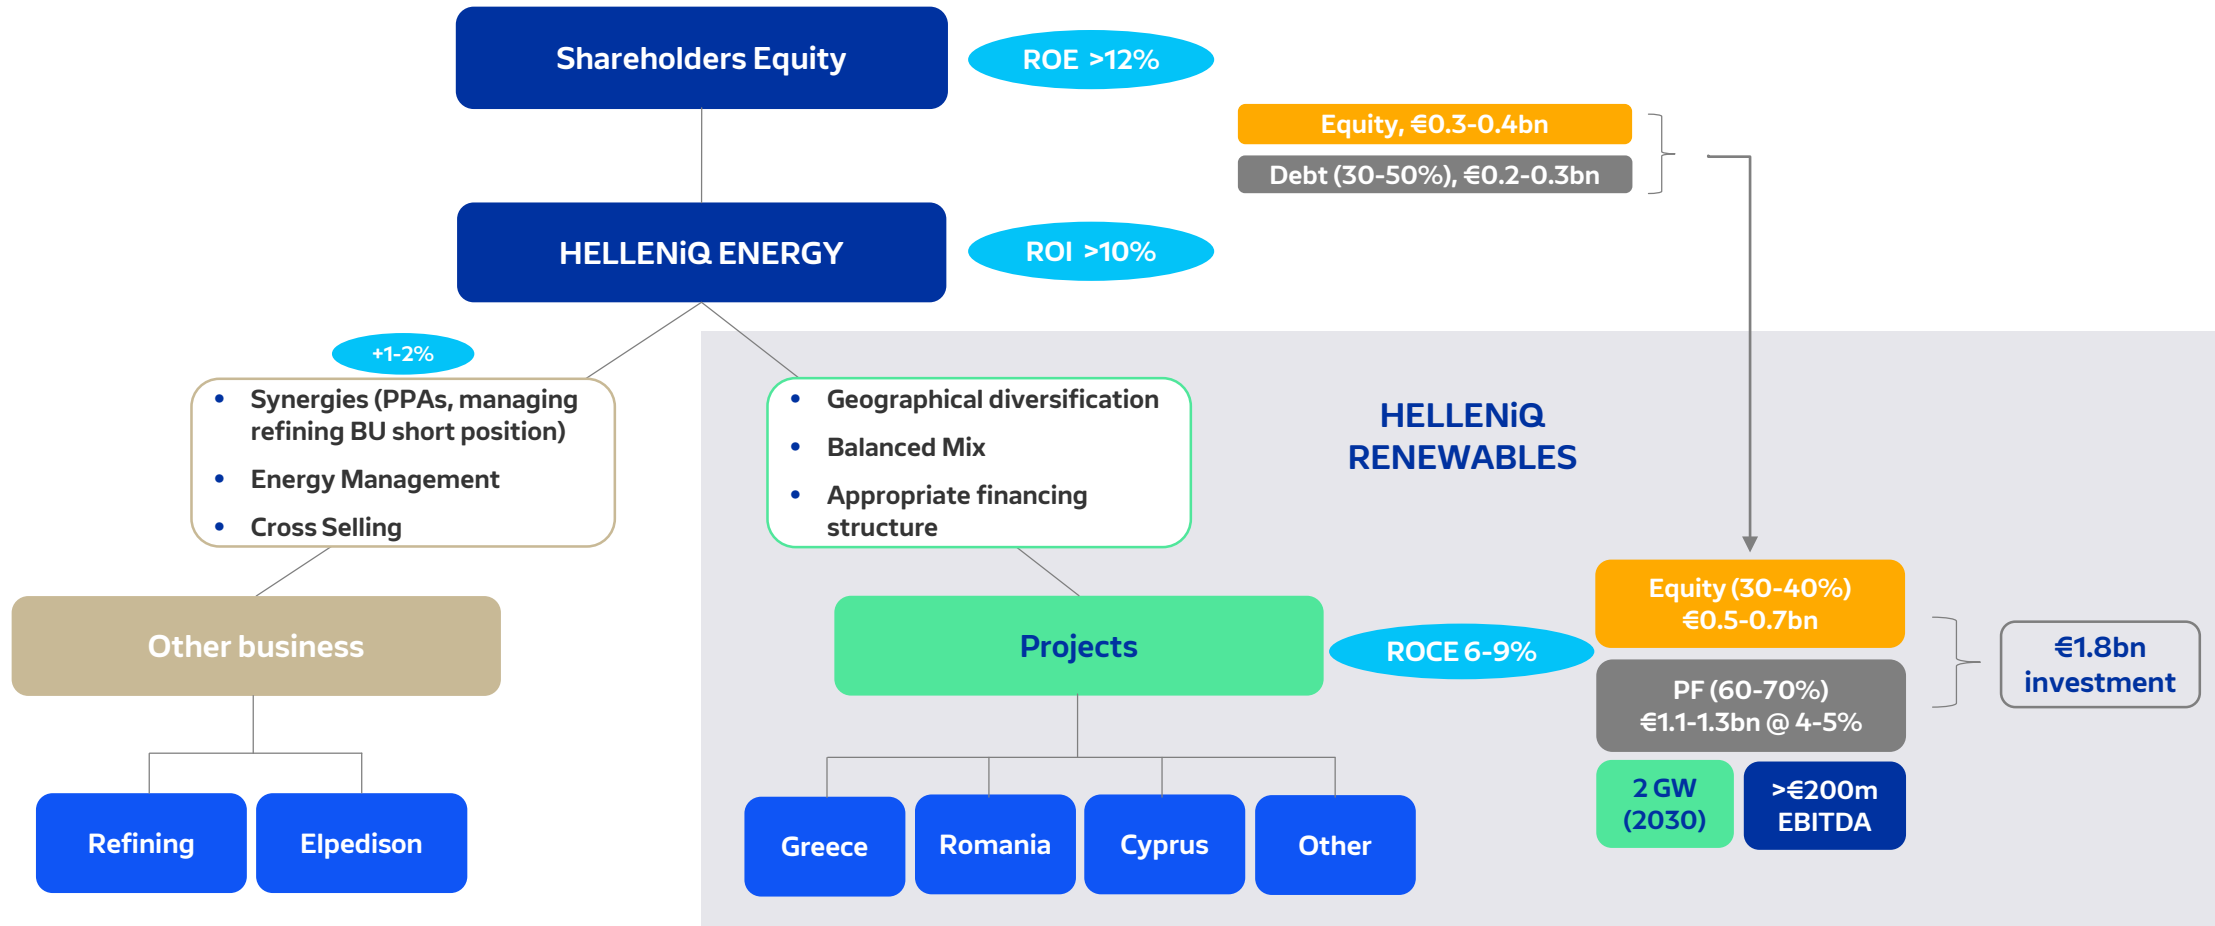 Shareholders Equity
ROE >12%
Equity, €0.3-0.4bn
Debt (30-50%), €0.2-0.3bn
HELLENiQ ENERGY
ROI >10%
+1-2%
• Synergies (PPAs, managing
refining BU short position)
• Energy Management
• Cross Selling
• Geographical diversification
• Balanced Mix
• Appropriate financing
structure
HELLENiQ
RENEWABLES
Other business
Projects
ROCE 6-9%
Equity (30-40%)
€0.5-0.7bn
PF (60-70%)
€1.1-1.3bn @ 4-5%
€1.8bn
investment
2 GW
(2030)
>€200m
EBITDA
Refining
Elpedison
Greece
Romania
Cyprus
Other